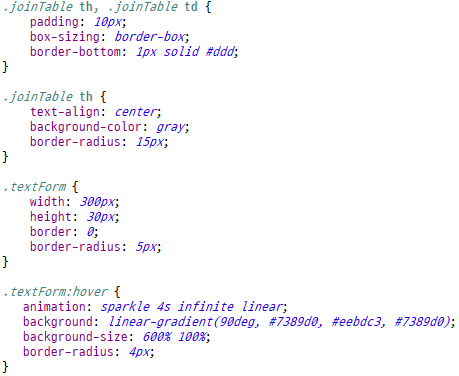 .joinTable th, .joinTable td {
    padding: 10px;
    box-sizing: border-box;
    border-bottom: 1px solid #ddd;
}

.joinTable th {
    text-align: center;
    background-color: gray;
    border-radius: 15px;
}

.textForm {
    width: 300px;
    height: 30px;
    border: 0;
    border-radius: 5px;
}

.textForm:hover {
   animation: sparkle 4s infinite linear;
   background: linear-gradient(90deg, #7389d0, #eebdc3, #7389d0);
   background-size: 600% 100%;
   border-radius: 4px;
}